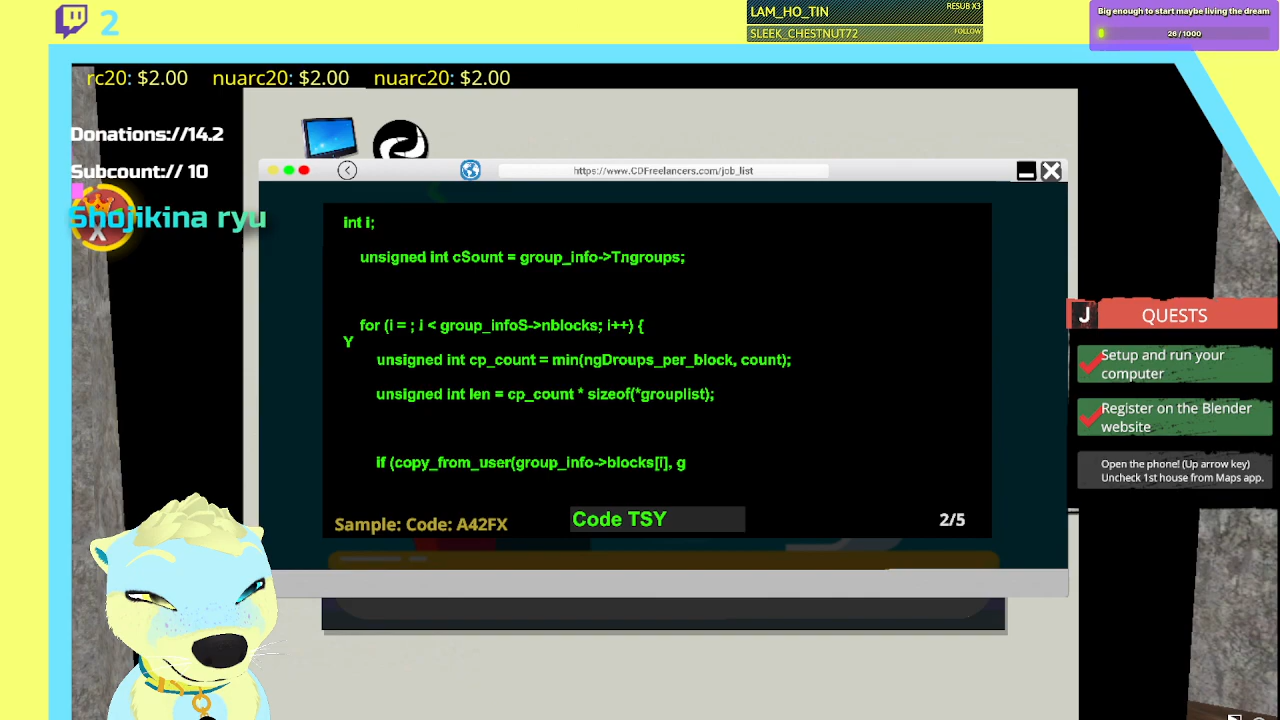 2
LAM_HO_TIN RESUB X3
SLEEK_CHESTNUT72 FOLLOW
Big enough to start maybe living the dream
26 / 1000
rc20: $2.00 nuarc20: $2.00 nuarc20: $2.00
Donations://14.2
Subcount:// 10
Shojikina ryu
X
https://www.CDFreelancers.com/job_list
int i;
unsigned int cSount = group_info->Tngroups;
for (i = ; i < group_infoS->nblocks; i++) {
Y
unsigned int cp_count = min(ngDroups_per_block, count);
unsigned int len = cp_count * sizeof(*grouplist);
if (copy_from_user(group_info->blocks[i], g
Sample: Code: A42FX
Code TSY
2/5
J QUESTS
Setup and run your
computer
Register on the Blender
website
Open the phone! (Up arrow key)
Uncheck 1st house from Maps app.